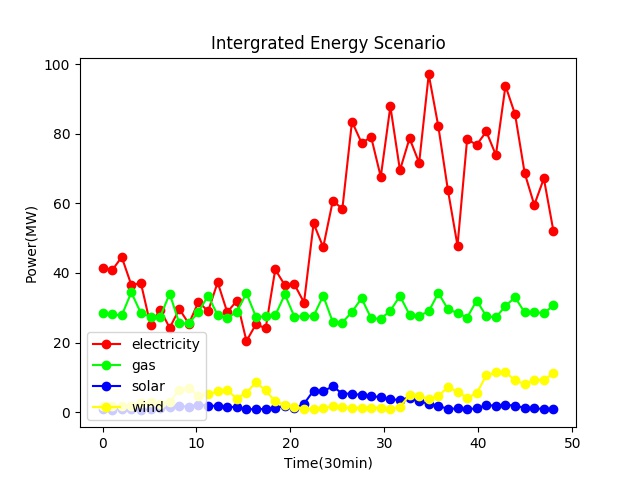 Intergrated Energy Scenario
Power(MW)
100
80
60
40
20
0
electricity
gas
solar
wind
0 10 20 30 40 50
Time(30min)